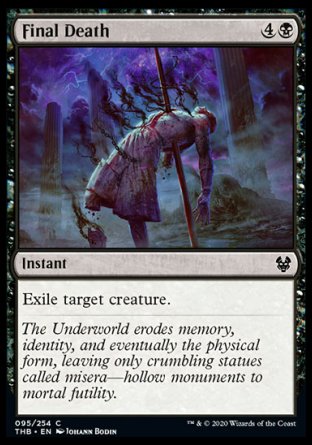 Final Death 4
Instant
Exile target creature.
The Underworld erodes memory,
identity, and eventually the physical
form, leaving only crumbling statues
called misera—hollow monuments to
mortal futility.
095/254 C
THB • EN Johann Bodin
™ & © 2020 Wizards of the Coast